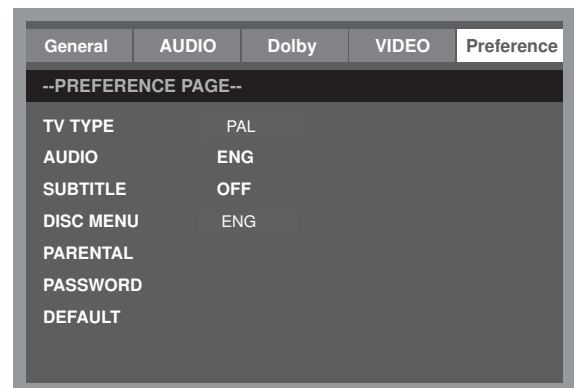 General AUDIO Dolby VIDEO Preference
--PREFERENCE PAGE--
TV TYPE PAL
AUDIO ENG
SUBTITLE OFF
DISC MENU ENG
PARENTAL
PASSWORD
DEFAULT